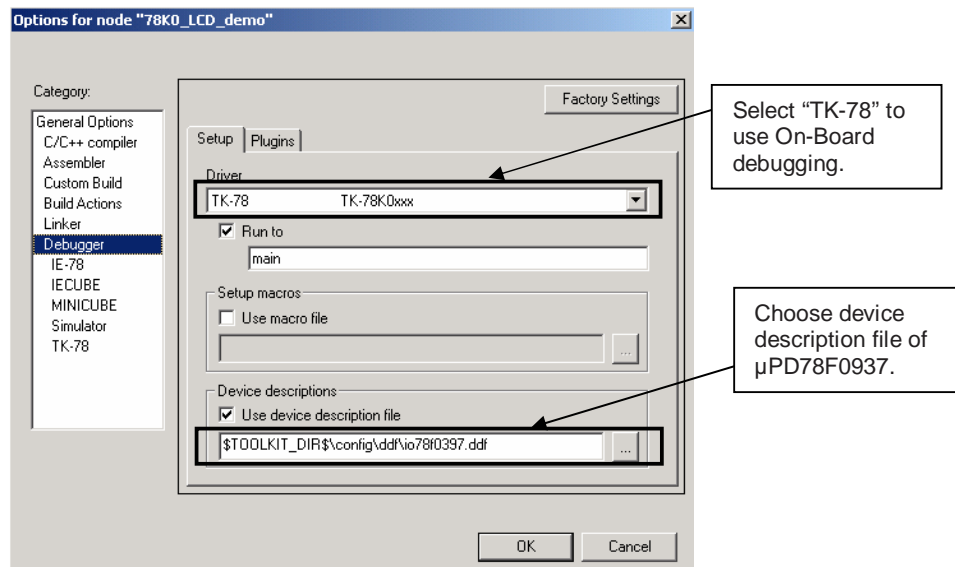 Options for node "78K0_LCD_demo"
Category:
General Options
C/C++ compiler
Assembler
Custom Build
Build Actions
Linker
Debugger
IE-78
IECUBE
MINICUBE
Simulator
TK-78
Factory Settings
Setup
Plugins
Driver
TK-78 TK-78K0xxx
Run to
main
Setup macros
Use macro file
...
Device descriptions
Use device description file
$TOOLKIT_DIR$\config\ddf\io78f0397.ddf
...
OK
Cancel
Select “TK-78” to
use On-Board
debugging.
Choose device
description file of
µPD78F0937.